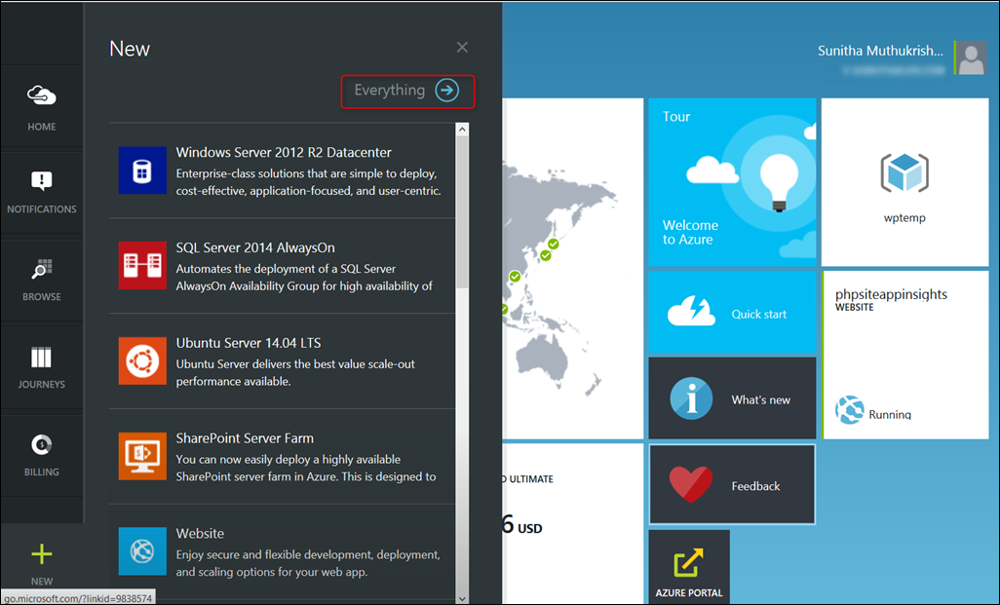 HOME
NOTIFICATIONS
BROWSE
JOURNEYS
BILLING
NEW
go.microsoft.com/?linkid=9838574
New
Everything
Windows Server 2012 R2 Datacenter
Enterprise-class solutions that are simple to deploy,
cost-effective, application-focused, and user-centric.
SQL Server 2014 AlwaysOn
Automates the deployment of a SQL Server
AlwaysOn Availability Group for high availability of
Ubuntu Server 14.04 LTS
Ubuntu Server delivers the best value scale-out
performance available.
SharePoint Server Farm
You can now easily deploy a highly available
SharePoint server farm in Azure. This is designed to
Website
Enjoy secure and flexible development, deployment,
and scaling options for your web app.
Sunitha Muthukrish...
ULTIMATE
6 USD
Tour
Welcome
to Azure
Quick start
What's new
Feedback
AZURE PORTAL
wptemp
phpsiteappinsights
WEBSITE
Running